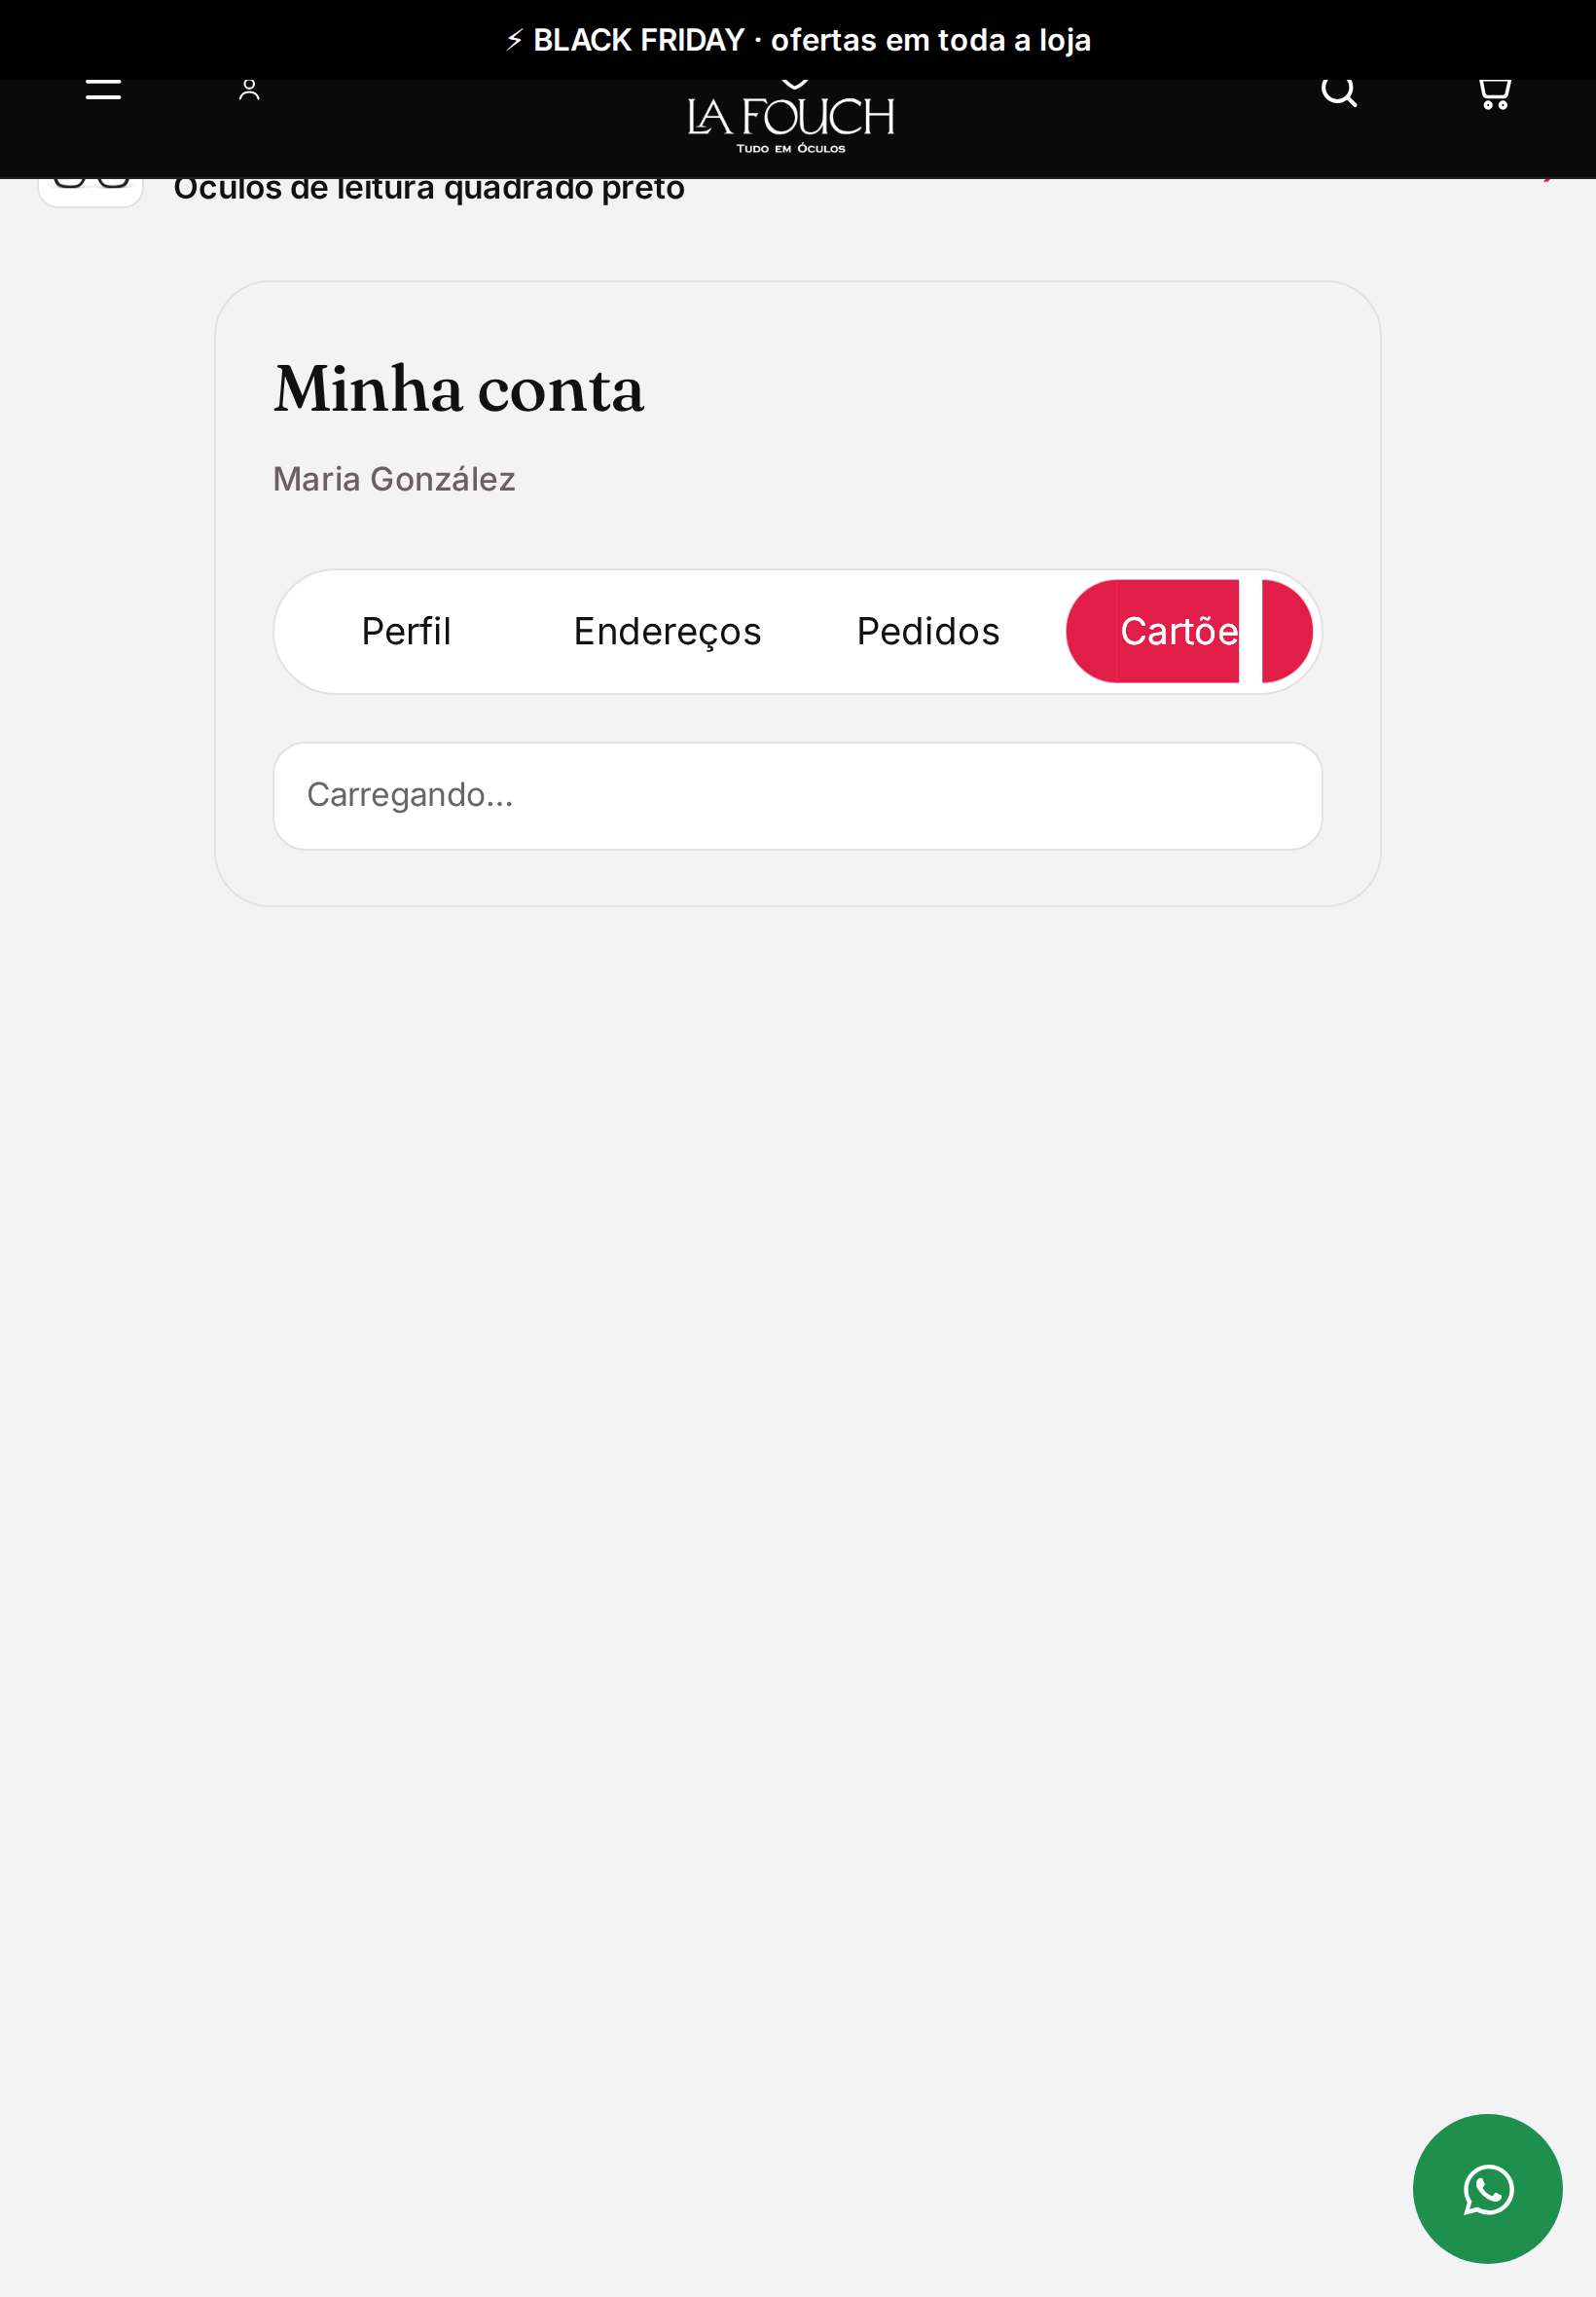 ⚡ BLACK FRIDAY · ofertas em toda a loja
LA FOUCH
TUDO EM ÓCULOS
Óculos de leitura quadrado preto
Minha conta
Maria González
Perfil Endereços Pedidos Cartõe
Carregando...